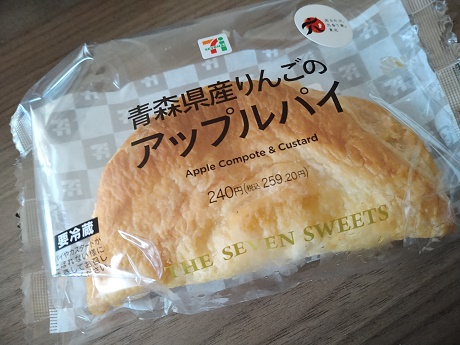 青森県産りんごの
アップルパイ
Apple Compote & Custard
240円(税込259.20円)
THE SEVEN SWEETS
要冷蔵